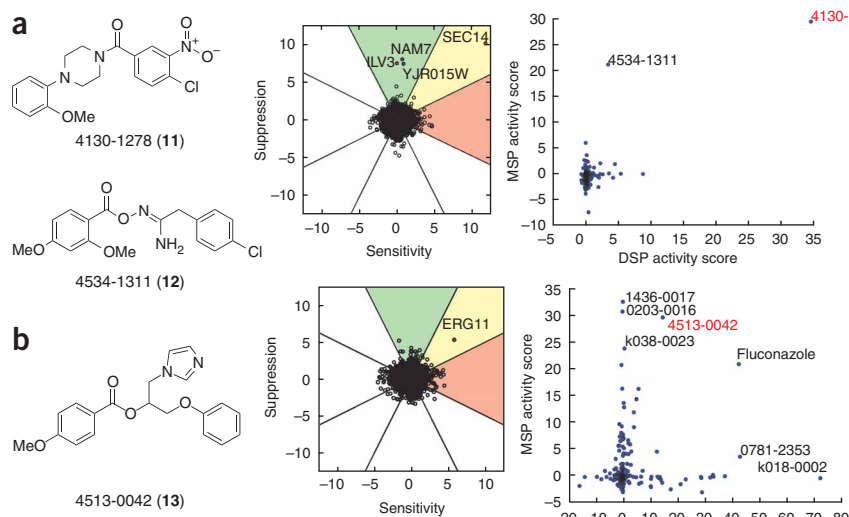 a
O
N
N
N+
O
O−
Cl
OMe
4130-1278 (11)
O
O
N
NH2
MeO
OMe
Cl
4534-1311 (12)
Suppression
10
5
0
−5
−10
SEC14
NAM7
ILV3
YJR015W
−10 −5 0 5 10
Sensitivity
MSP activity score
30
25
20
15
10
5
0
−5
−10
4130-
4534-1311
−5 0 5 10 15 20 25 30 35
DSP activity score
b
N
N
O
O
O
MeO
4513-0042 (13)
Suppression
10
5
0
−5
−10
ERG11
−10 −5 0 5 10
Sensitivity
MSP activity score
35
30
25
20
15
10
5
0
−5
1436-0017
0203-0016
4513-0042
k038-0023
Fluconazole
0781-2353
k018-0002